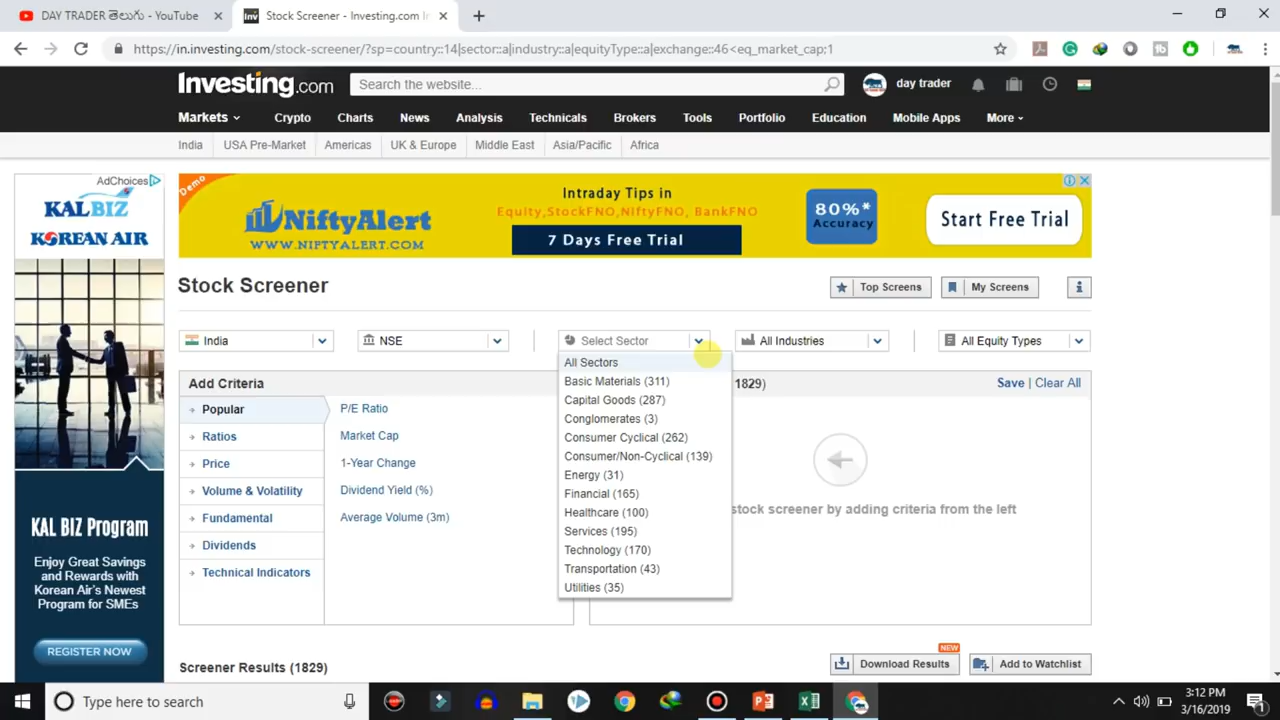 DAY TRADER తెలుగు - YouTube
Stock Screener - Investing.com In
https://in.investing.com/stock-screener/?sp=country::14|sector::a|industry::a|equityType::a|exchange::46<eq_market_cap;1
Investing.com
Search the website...
day trader
Markets
Crypto
Charts
News
Analysis
Technicals
Brokers
Tools
Portfolio
Education
Mobile Apps
More
India
USA Pre-Market
Americas
UK & Europe
Middle East
Asia/Pacific
Africa
AdChoices
KALBIZ
KOREAN AIR
KAL BIZ Program
Enjoy Great Savings
and Rewards with
Korean Air's Newest
Program for SMEs
REGISTER NOW
Demo
NiftyAlert
WWW.NIFTYALERT.COM
Intraday Tips in
Equity,StockFNO,NiftyFNO, BankFNO
7 Days Free Trial
80%*
Accuracy
Start Free Trial
Stock Screener
Top Screens
My Screens
India
NSE
Select Sector
All Industries
All Equity Types
All Sectors
Basic Materials (311)
Capital Goods (287)
Conglomerates (3)
Consumer Cyclical (262)
Consumer/Non-Cyclical (139)
Energy (31)
Financial (165)
Healthcare (100)
Services (195)
Technology (170)
Transportation (43)
Utilities (35)
Add Criteria
1829)
Save | Clear All
Popular
Ratios
Price
Volume & Volatility
Fundamental
Dividends
Technical Indicators
P/E Ratio
Market Cap
1-Year Change
Dividend Yield (%)
Average Volume (3m)
stock screener by adding criteria from the left
Screener Results (1829)
NEW
Download Results
Add to Watchlist
Type here to search
3:12 PM
3/16/2019